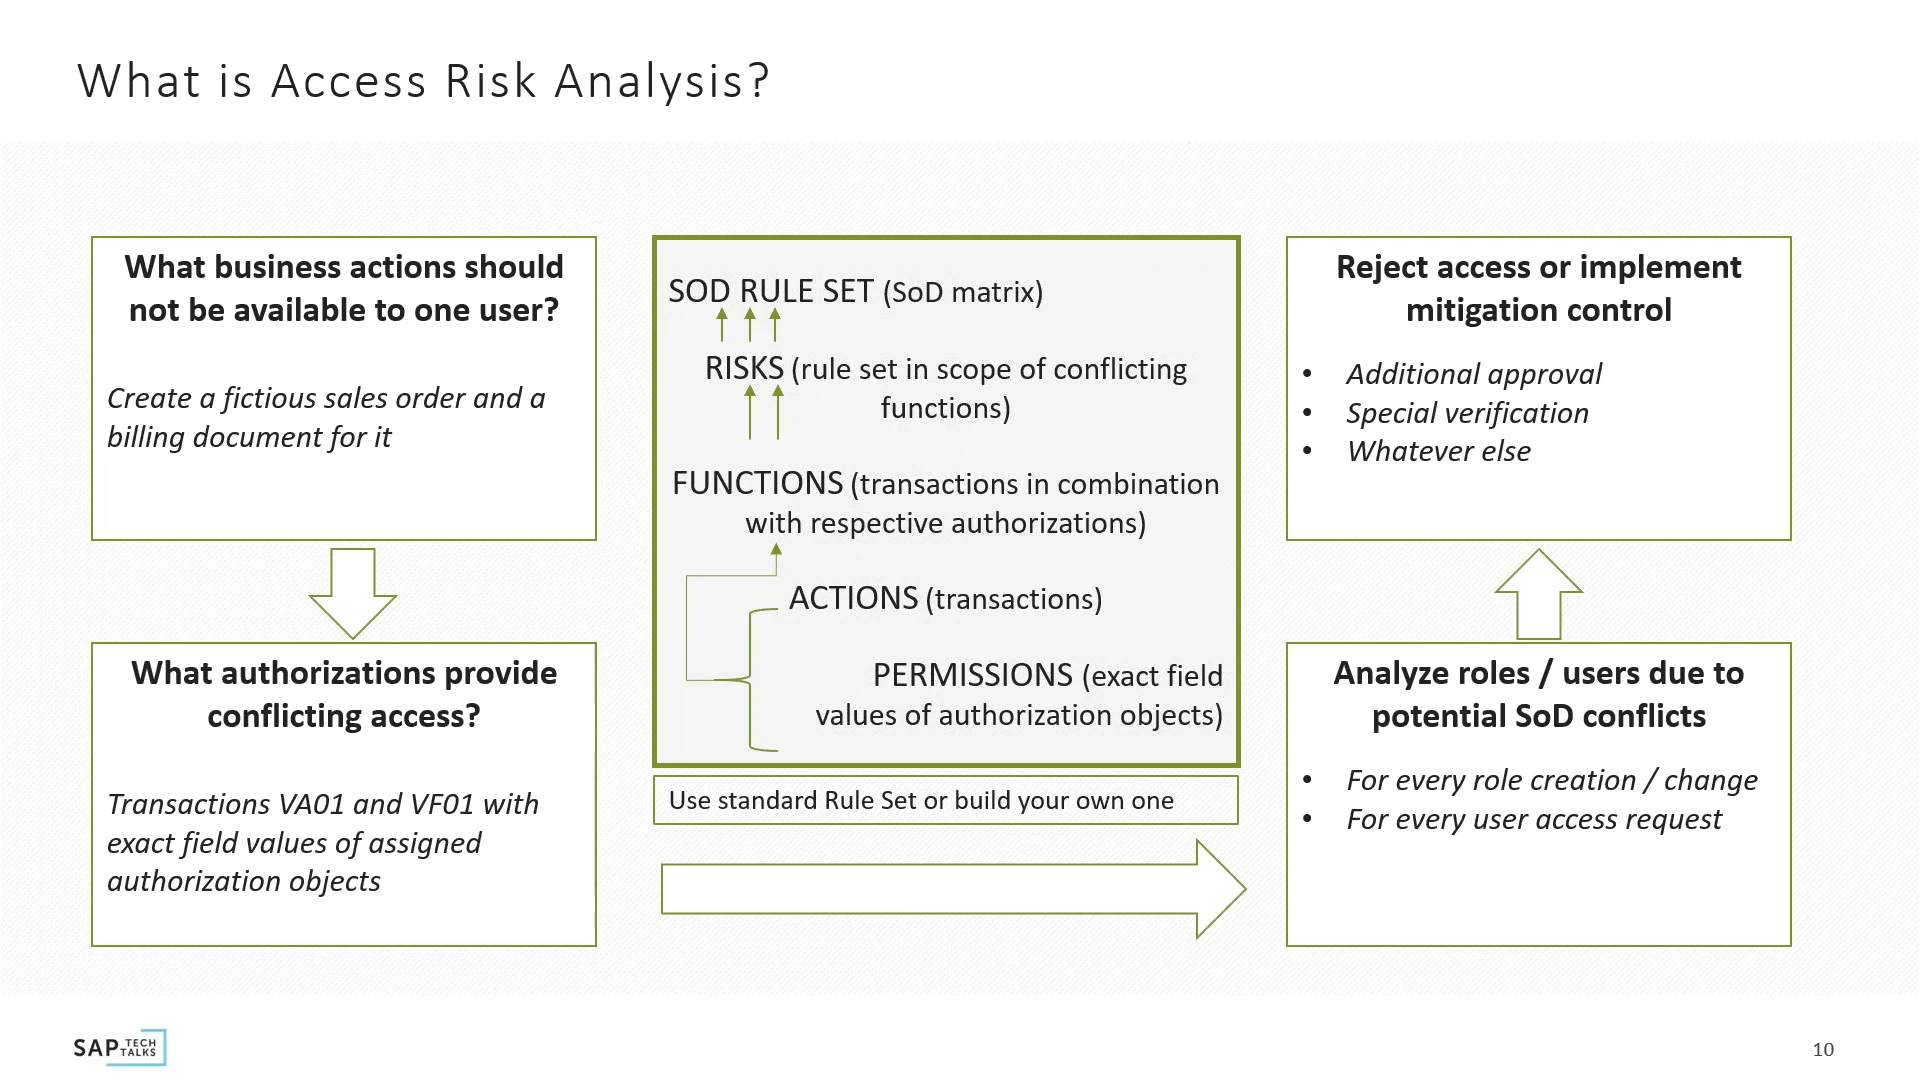 What is Access Risk Analysis?
What business actions should
not be available to one user?
Create a fictious sales order and a
billing document for it
What authorizations provide
conflicting access?
Transactions VA01 and VF01 with
exact field values of assigned
authorization objects
SOD RULE SET (SoD matrix)
RISKS (rule set in scope of conflicting
functions)
FUNCTIONS (transactions in combination
with respective authorizations)
ACTIONS (transactions)
PERMISSIONS (exact field
values of authorization objects)
Use standard Rule Set or build your own one
Reject access or implement
mitigation control
• Additional approval
• Special verification
• Whatever else
Analyze roles / users due to
potential SoD conflicts
• For every role creation / change
• For every user access request
SAP TECH
TALKS
10